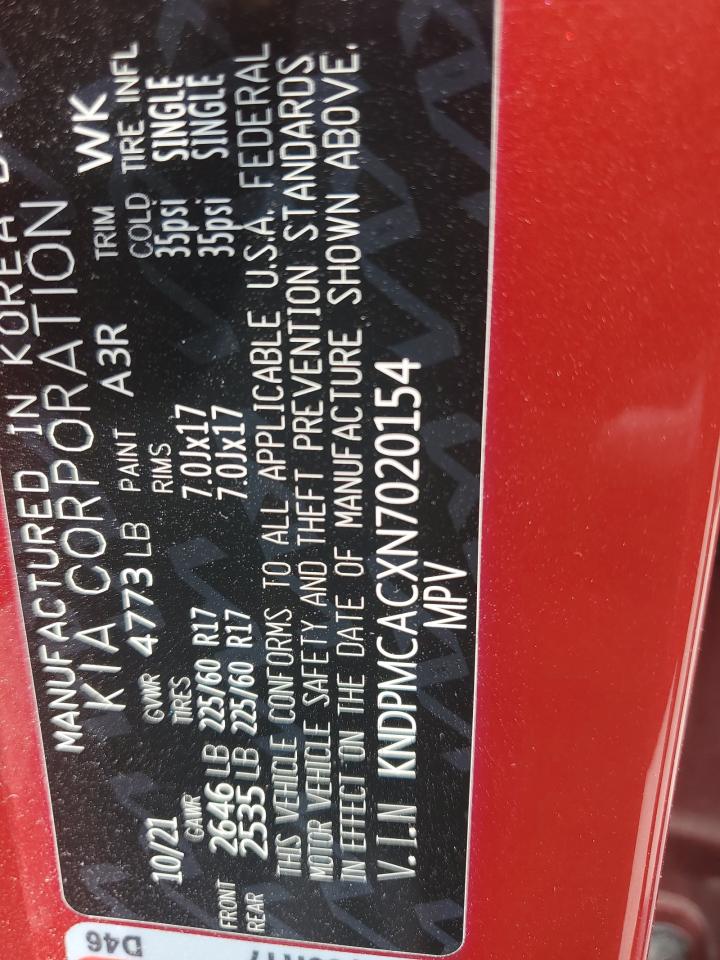 MANUFACTURED IN KOREA
KIA CORPORATION
10/21 GVWR 4773 LB PAINT A3R TRIM WK
GAWR TIRES RIMS COLD TIRE INFL
FRONT 2646 LB 225/60 R17 7.0Jx17 35psi SINGLE
REAR 2535 LB 225/60 R17 7.0Jx17 35psi SINGLE
THIS VEHICLE CONFORMS TO ALL APPLICABLE U.S.A. FEDERAL
MOTOR VEHICLE SAFETY AND THEFT PREVENTION STANDARDS
IN EFFECT ON THE DATE OF MANUFACTURE SHOWN ABOVE.
V.I.N KNDPMCACXN7020154
MPV
D46